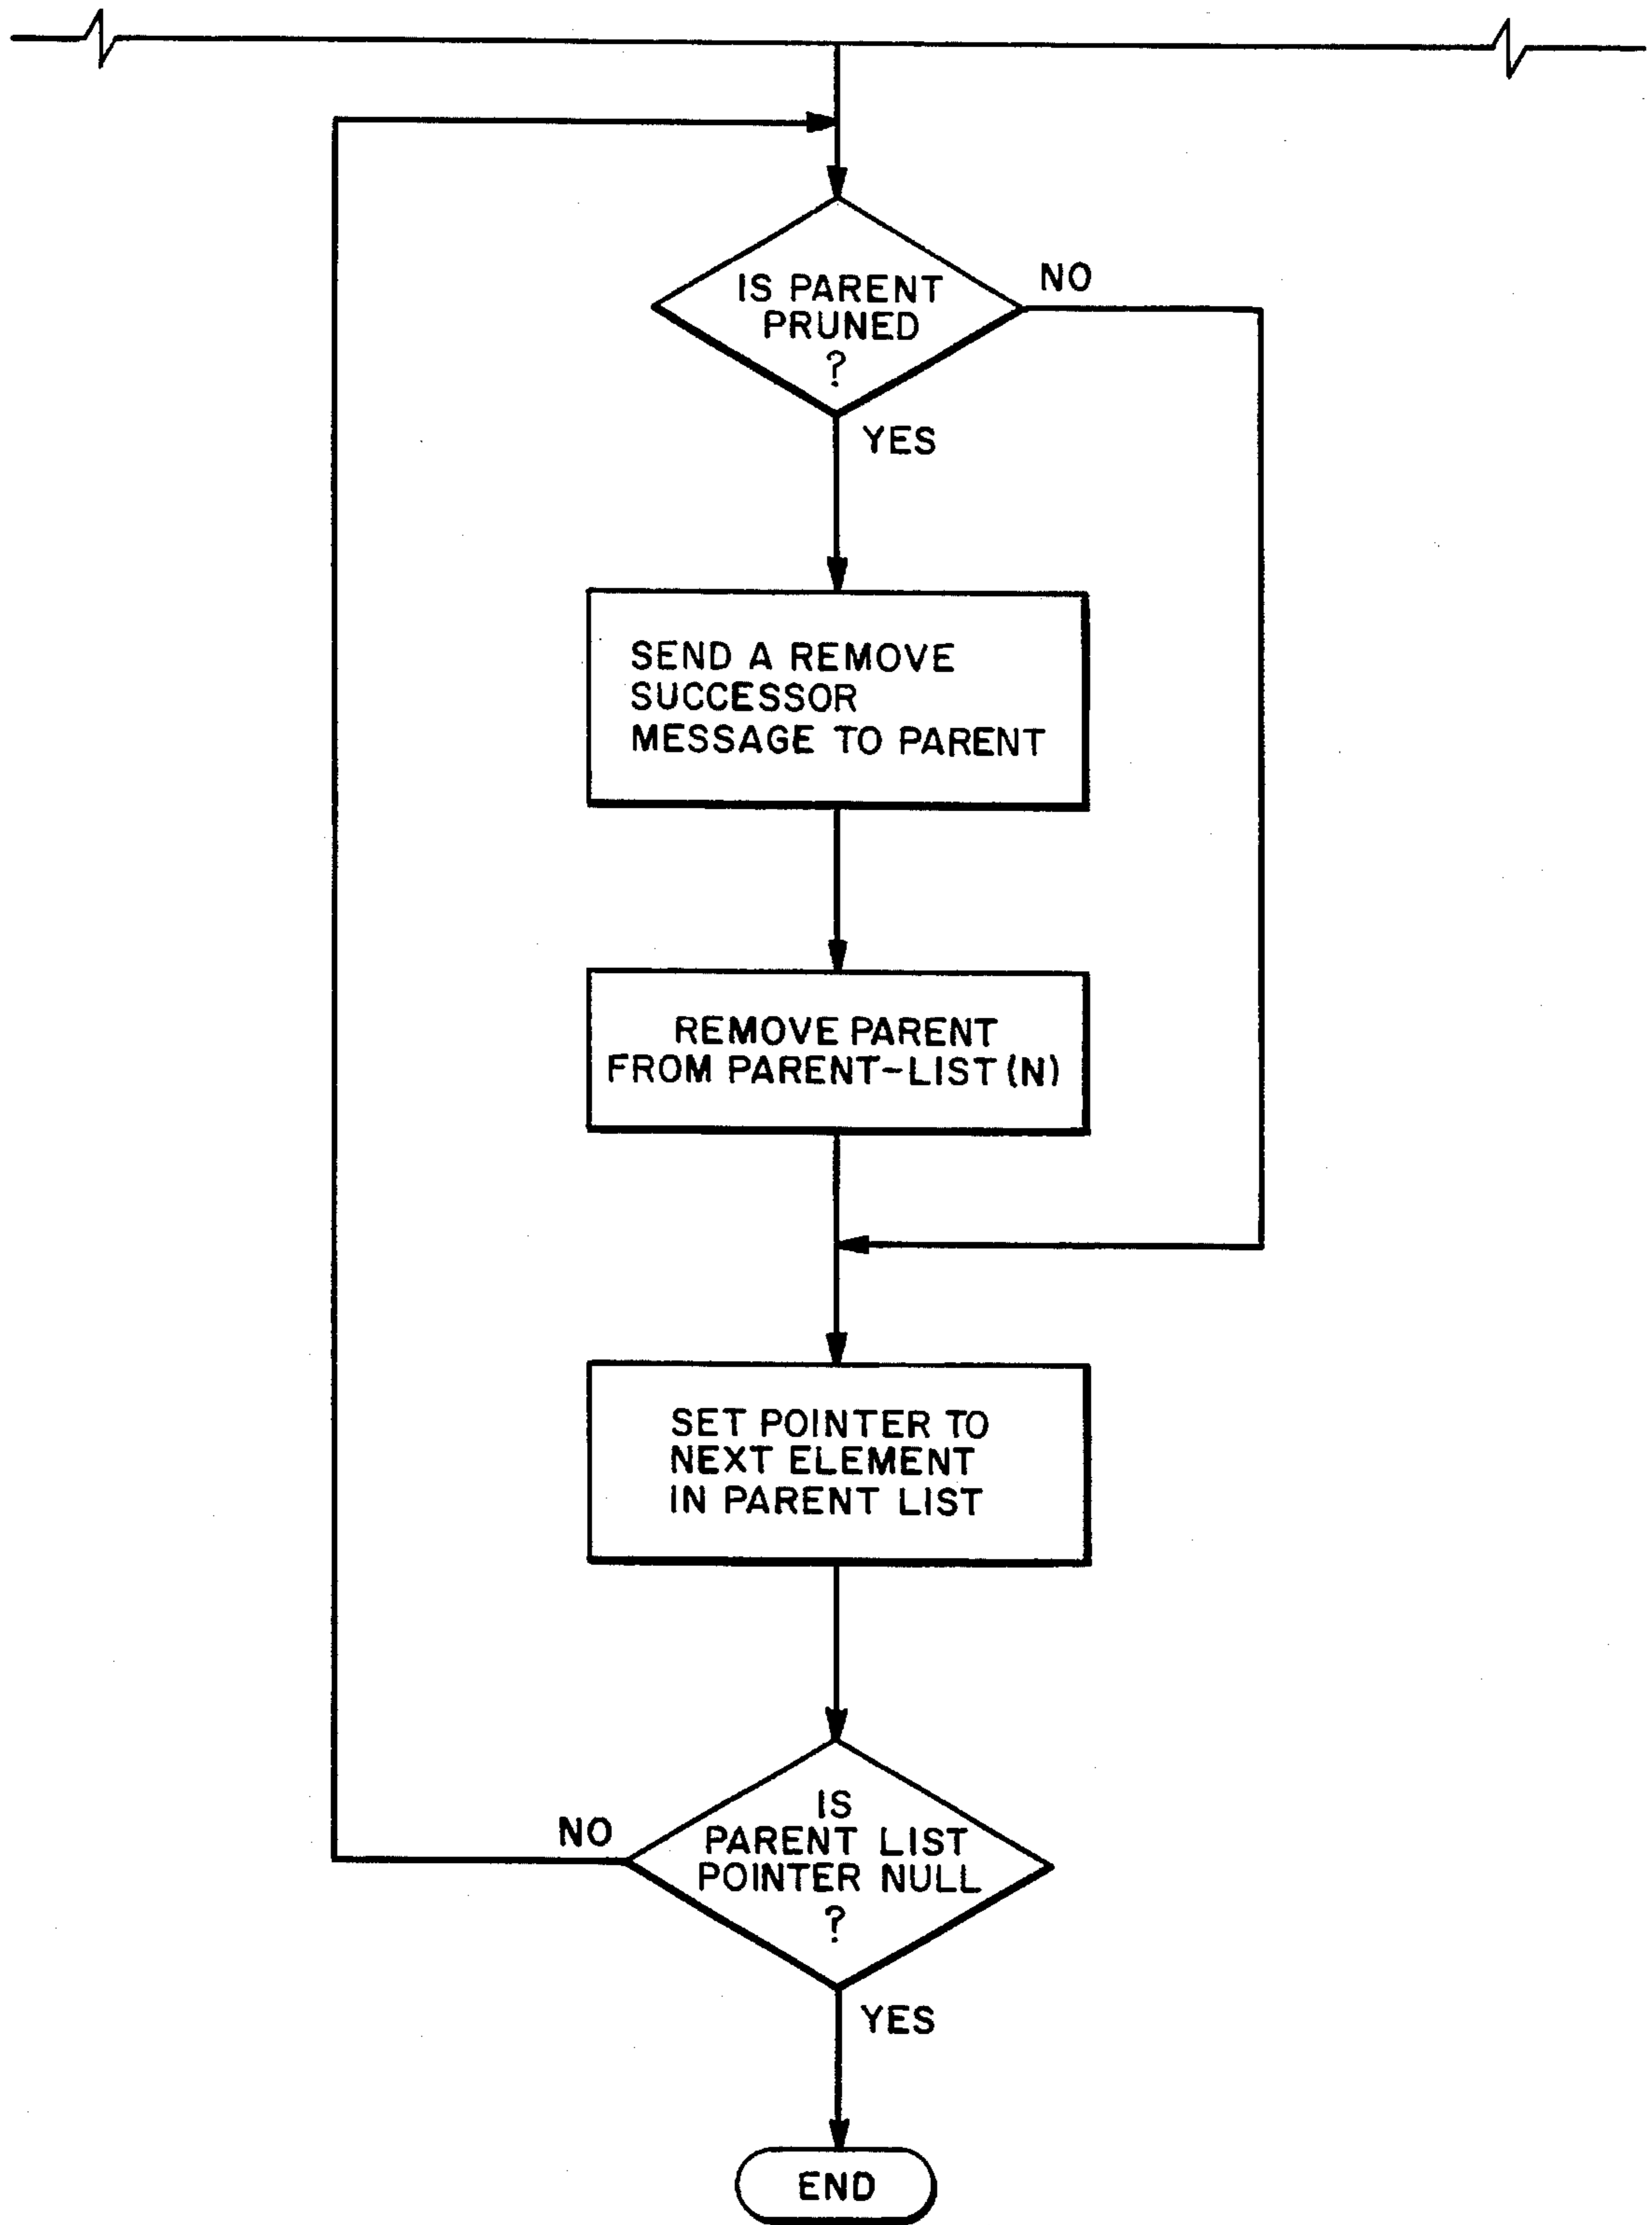 IS PARENT
PRUNED
?
NO
YES
SEND A REMOVE
SUCCESSOR
MESSAGE TO PARENT
REMOVE PARENT
FROM PARENT-LIST (N)
SET POINTER TO
NEXT ELEMENT
IN PARENT LIST
IS
PARENT LIST
POINTER NULL
?
NO
YES
END